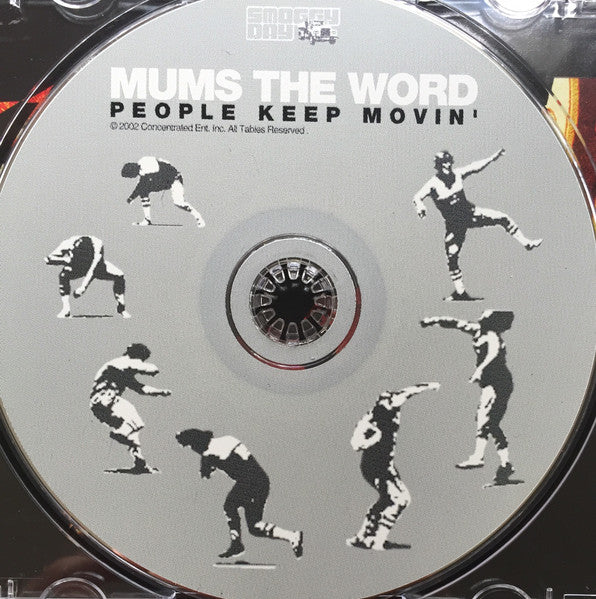 SMOGGY
DAY
MUMS THE WORD
PEOPLE KEEP MOVIN'
© 2002 Concentrated Ent. Inc. All Tables Reserved.